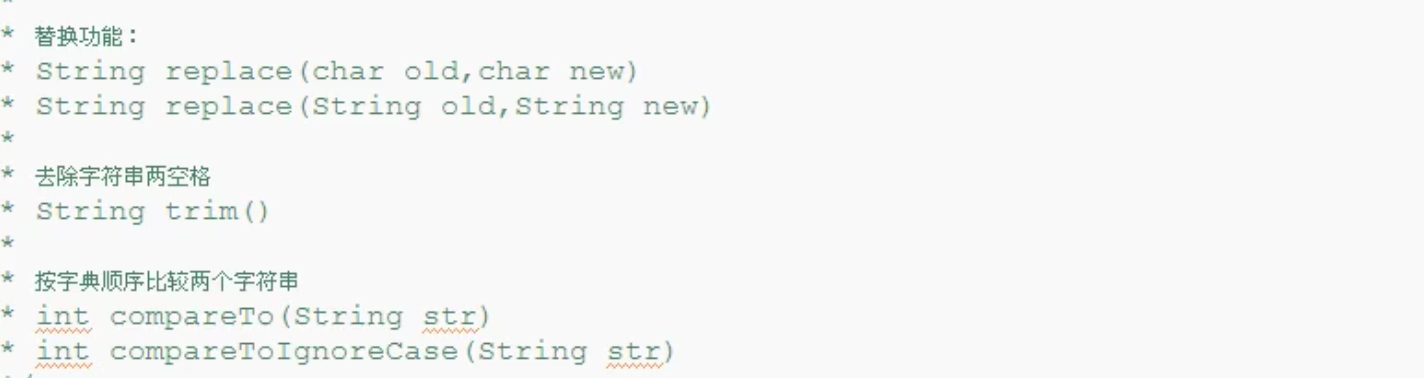 *
* 替换功能：
* String replace(char old,char new)
* String replace(String old,String new)
*
* 去除字符串两空格
* String trim()
*
* 按字典顺序比较两个字符串
* int compareTo(String str)
* int compareToIgnoreCase(String str)